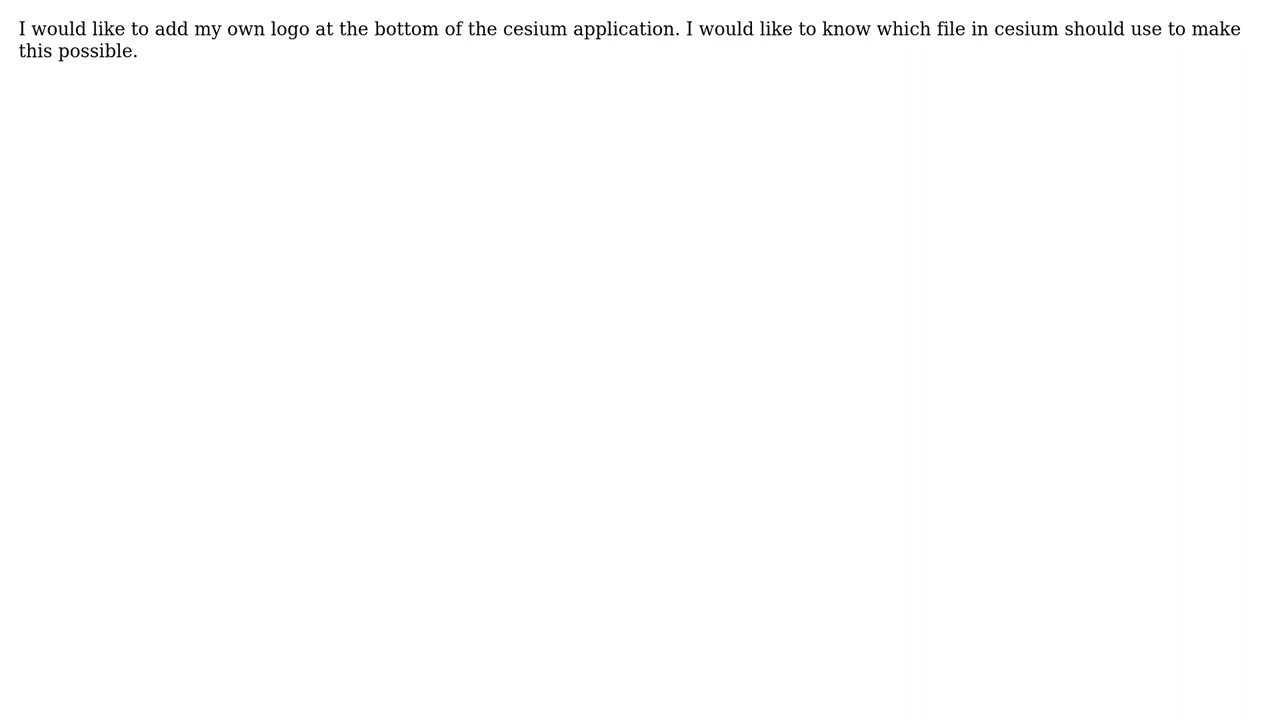 I would like to add my own logo at the bottom of the cesium application. I would like to know which file in cesium should use to make
this possible.